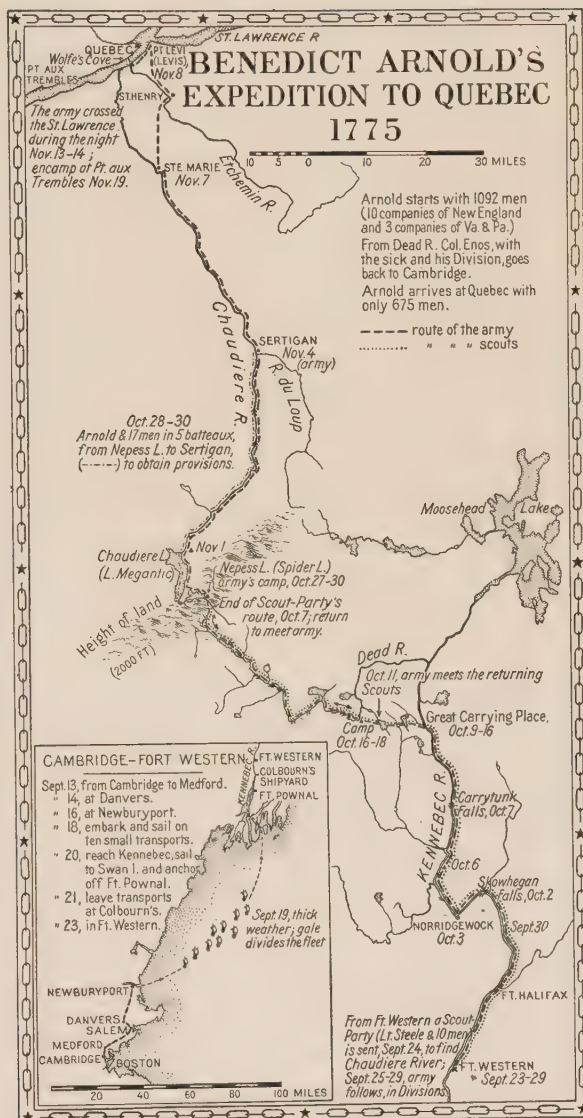 ST. LAWRENCE R
QUEBEC
Wolfe's Cove
PT LEVI
(LEVIS),
Nov. 8
PT AUX
TREMBLES
BENEDICT ARNOLD'S
EXPEDITION TO QUEBEC
1775
10 5 0 10 20 30 MILES
ST. HENRY
The army crossed
the St. Lawrence
during the night
Nov. 13-14;
encamp at Pt. aux
Trembles Nov. 19.
STE MARIE
Nov. 7
Etchemin R.
Arnold starts with 1092 men
(10 companies of New England
and 3 companies of Va. & Pa.)
From Dead R. Col. Enos, with
the sick and his Division, goes
back to Cambridge.
Arnold arrives at Quebec with
only 675 men.
route of the army
" " " scouts
Chaudiere R.
SERTIGAN
Nov. 4
(army)
R. du Loup
Oct. 28-30
Arnold & 17 men in 5 batteaux,
from Nepess L. to Sertigan,
(-·-·-·-) to obtain provisions.
Moosehead Lake
Chaudiere L.
(L. Megantic)
Nov 1
Nepess L. (Spider L.)
army's camp, Oct. 27-30
End of Scout-Party's
route, Oct. 7; return
to meet army.
Height of land
(2000 FT)
Dead R.
Oct. 11, army meets the returning
Scouts
Camp
Oct. 16-18
Great Carrying Place,
Oct. 9-16
KENNEBEC R.
Carrytunk
Falls, Oct. 7
Oct. 6
Skowhegan
Falls, Oct. 2
NORRIDGEWOCK
Oct. 3
Sept 30
FT. HALIFAX
From Ft. Western a Scout-
Party (Lt. Steele & 10 men)
is sent, Sept. 24, to find
Chaudiere River;
Sept. 25-29, army
follows, in Divisions.
FT. WESTERN
Sept. 23-29
CAMBRIDGE-FORT WESTERN
Sept. 13, from Cambridge to Medford.
" 14, at Danvers.
" 16, at Newburyport.
" 18, embark and sail on
ten small transports.
" 20, reach Kennebec, sail
to Swan I. and anchor
off Ft. Pownal.
" 21, leave transports
at Colbourn's.
" 23, in Ft. Western.
KENNEBEC R.
FT. WESTERN
COLBOURN'S
SHIPYARD
FT. POWNAL
Sept. 19, thick
weather; gale
divides the fleet
NEWBURYPORT
DANVERS
SALEM
MEDFORD
CAMBRIDGE
BOSTON
20 40 60 80 100 MILES